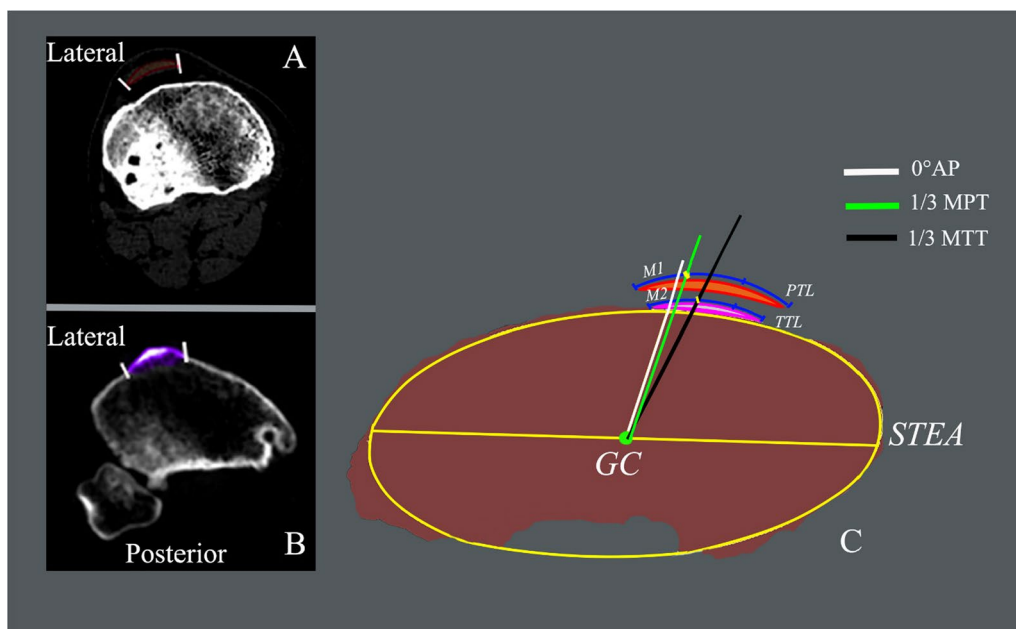 Lateral
A
Lateral
Posterior
B
0°AP
1/3 MPT
1/3 MTT
M1
PTL
M2
TTL
STEA
GC
C